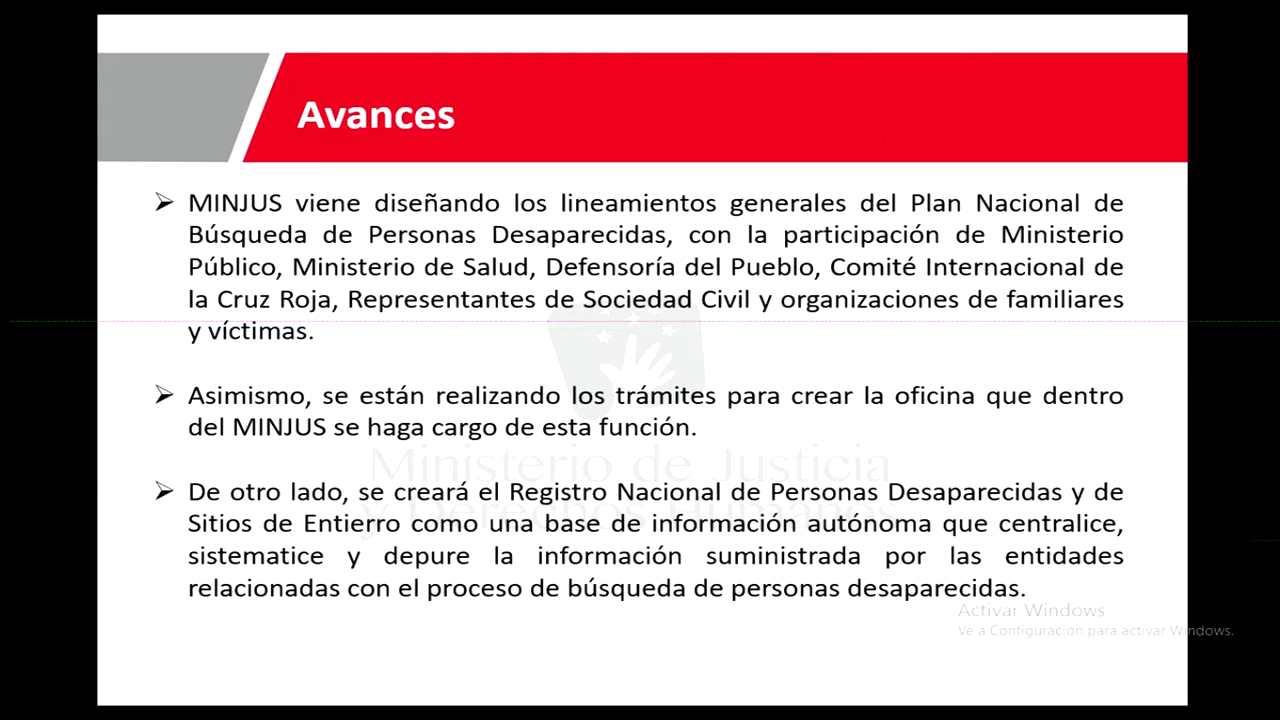 Avances
➢ MINJUS viene diseñando los lineamientos generales del Plan Nacional de
Búsqueda de Personas Desaparecidas, con la participación de Ministerio
Público, Ministerio de Salud, Defensoría del Pueblo, Comité Internacional de
la Cruz Roja, Representantes de Sociedad Civil y organizaciones de familiares
y víctimas.
➢ Asimismo, se están realizando los trámites para crear la oficina que dentro
del MINJUS se haga cargo de esta función.
Ministerio de Justicia
y Derechos Humanos
➢ De otro lado, se creará el Registro Nacional de Personas Desaparecidas y de
Sitios de Entierro como una base de información autónoma que centralice,
sistematice y depure la información suministrada por las entidades
relacionadas con el proceso de búsqueda de personas desaparecidas.
Activar Windows
Ve a Configuración para activar Windows.